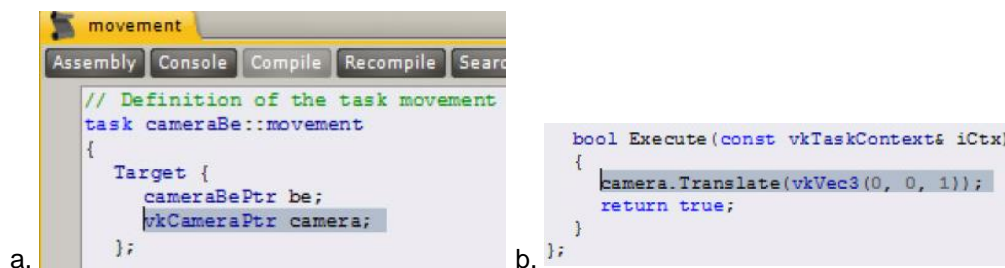 movement
Assembly Console Compile Recompile
// Definition of the task movement
task cameraBe::movement
{
Target {
cameraBePtr be;
vkCameraPtr camera;
};
a.
bool Execute(const vkTaskContext& iCtx)
{
camera.Translate(vkVec3(0, 0, 1));
return true;
}
};
b.